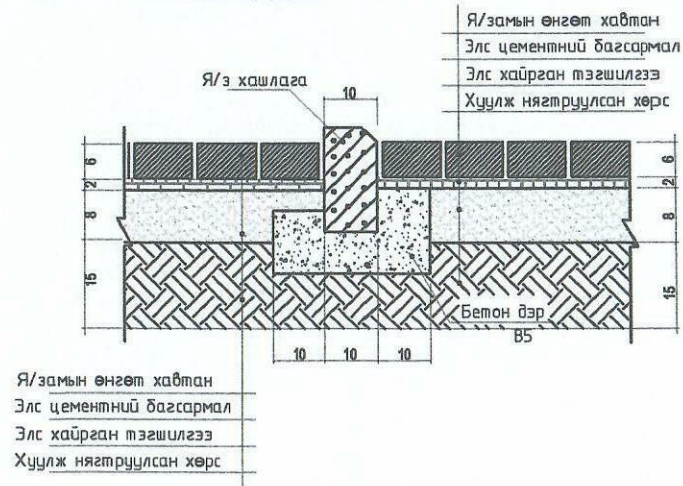 Я/замын өнгөт хавтан
Элс цементний багсармал
Элс хайрган тэгшилгээ
Хуулж нягтруулсан хөрс
Я/з хашлага
10
6
2
8
15
6
2
8
15
Бетон дэр
B5
10 10 10
Я/замын өнгөт хавтан
Элс цементний багсармал
Элс хайрган тэгшилгээ
Хуулж нягтруулсан хөрс